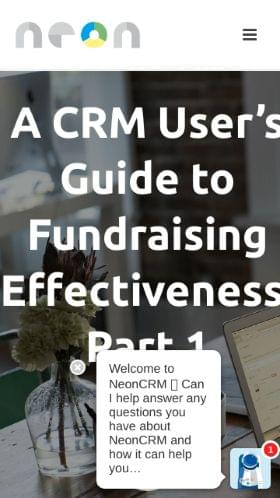 neon
A CRM User's
Guide to
Fundraising
Effectiveness
Part 1
Welcome to
NeonCRM ▯ Can
I help answer any
questions you
have about
NeonCRM and
how it can help
you...
1